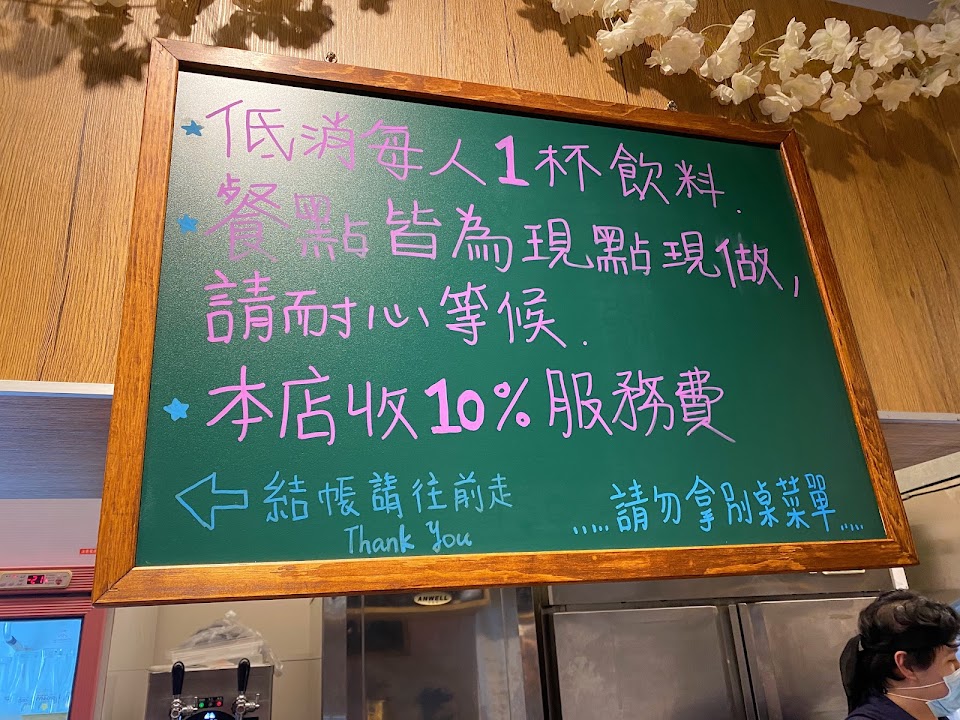 低消每人1杯飲料.
餐點皆為現點現做,
請耐心等候.
本店收10%服務費
結帳請往前走
Thank You
.....請勿拿別桌菜單.....
ANWELL